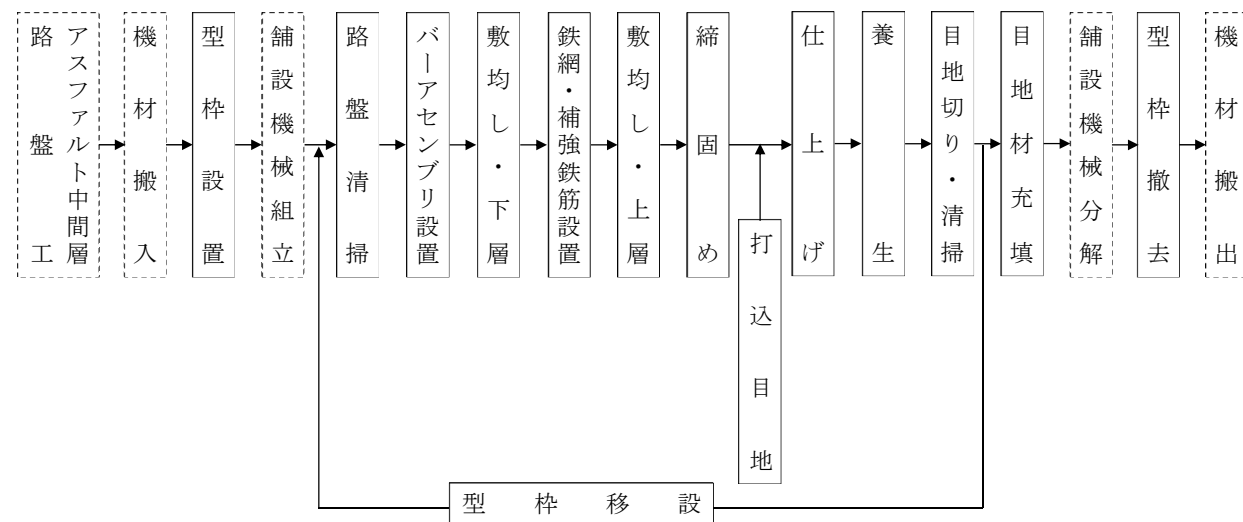 路盤工
アスファルト中間層
機材搬入
型枠設置
舗設機械組立
路盤清掃
バーアセンブリ設置
敷均し・下層
鉄網・補強鉄筋設置
敷均し・上層
締固め
打込目地
仕上げ
養生
目地切り・清掃
目地材充填
舗設機械分解
型枠撤去
機材搬出
型枠移設